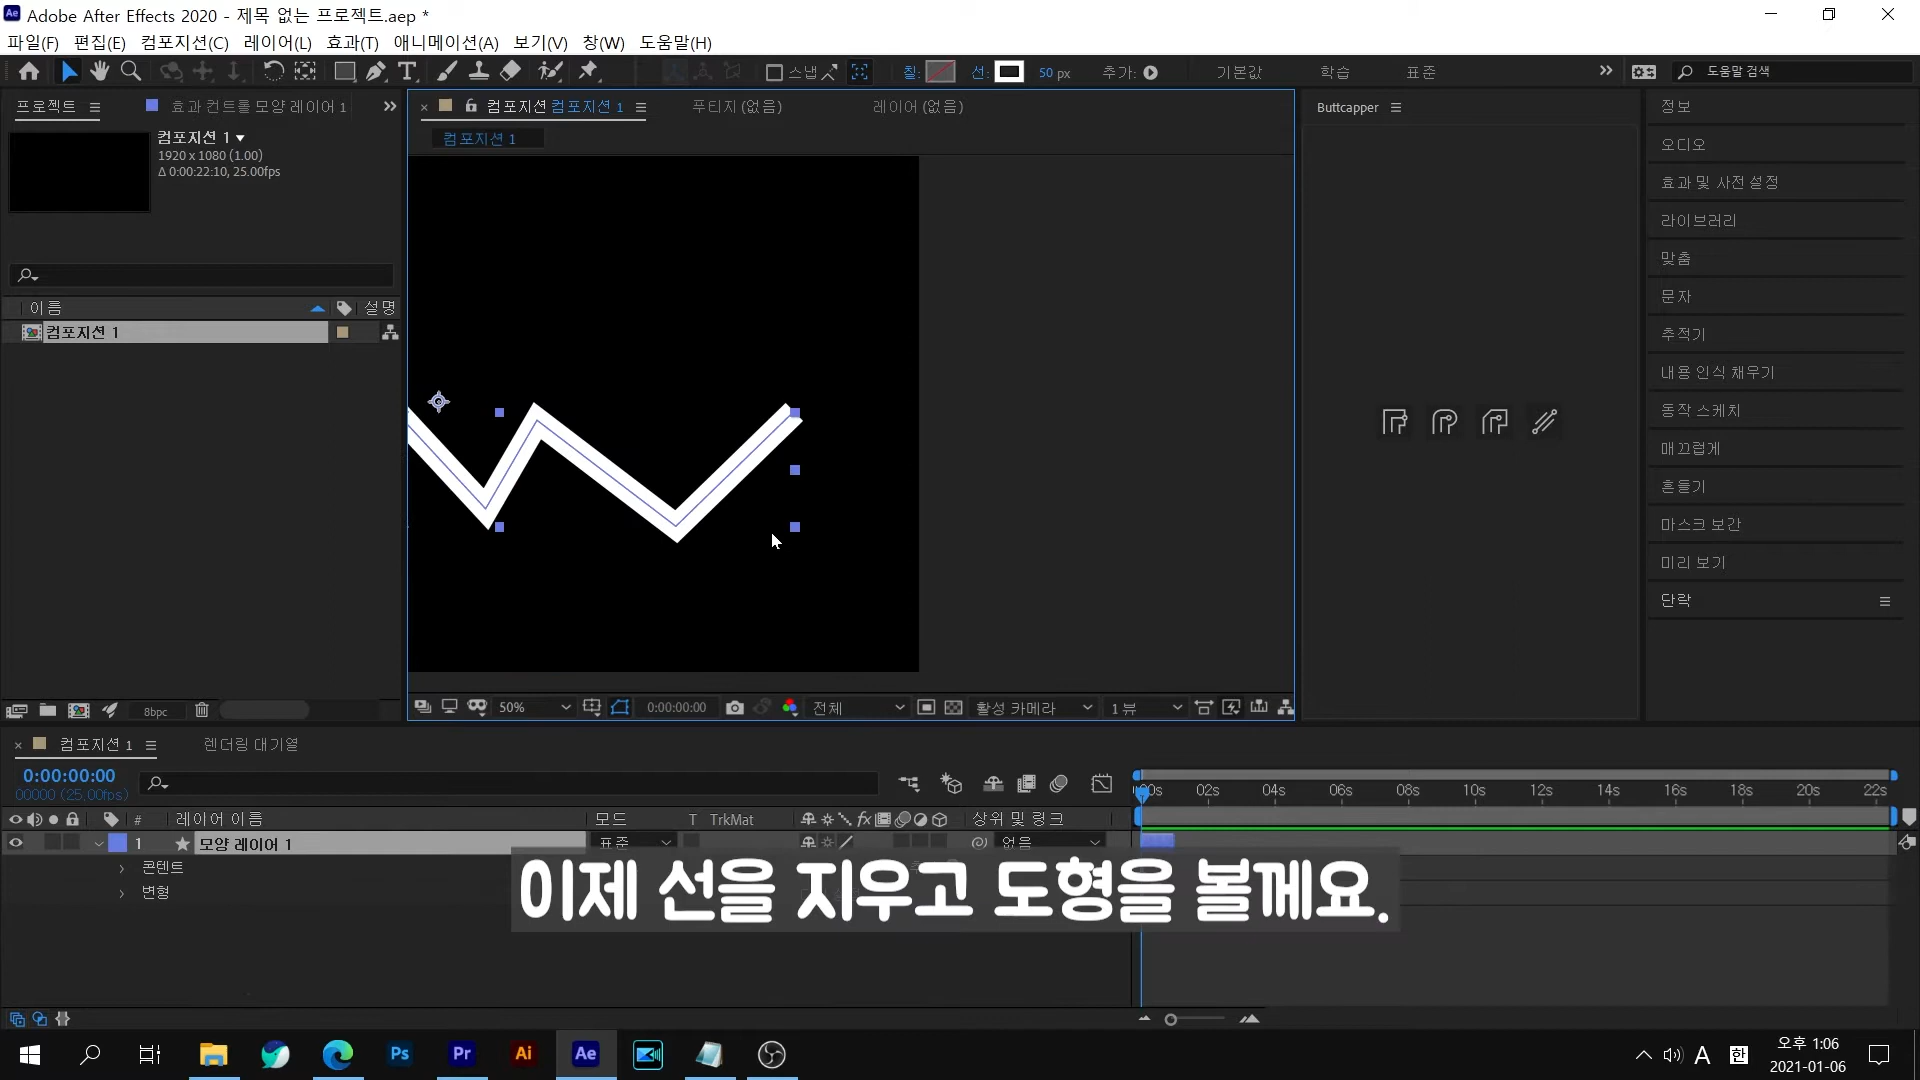 Adobe After Effects 2020 - 제목 없는 프로젝트.aep *
파일(F) 편집(E) 컴포지션(C) 레이어(L) 효과(T) 애니메이션(A) 보기(V) 창(W) 도움말(H)
스냅 칠: 선: 50 px 추가: 기본값 학습 표준 도움말 검색
프로젝트 효과 컨트롤 모양 레이어 1
컴포지션 컴포지션 1 푸티지 (없음) 레이어 (없음)
컴포지션 1
컴포지션 1
1920 x 1080 (1.00)
Δ 0:00:22:10, 25.00fps
이름 설명
컴포지션 1
8bpc
50% 0:00:00:00 전체 활성 카메라 1 뷰
Buttcapper
정보
오디오
효과 및 사전 설정
라이브러리
맞춤
문자
추적기
내용 인식 채우기
동작 스케치
매끄럽게
흔들기
마스크 보간
미리 보기
단락
컴포지션 1 렌더링 대기열
0:00:00:00
00000 (25.00fps)
02s 04s 06s 08s 10s 12s 14s 16s 18s 20s 22s
# 레이어 이름 모드 T TrkMat fx 상위 및 링크
1 모양 레이어 1 표준 없음
콘텐트
변형
이제 선을 지우고 도형을 볼께요.
Ps Pr Ai Ae
A 한 오후 1:06
2021-01-06